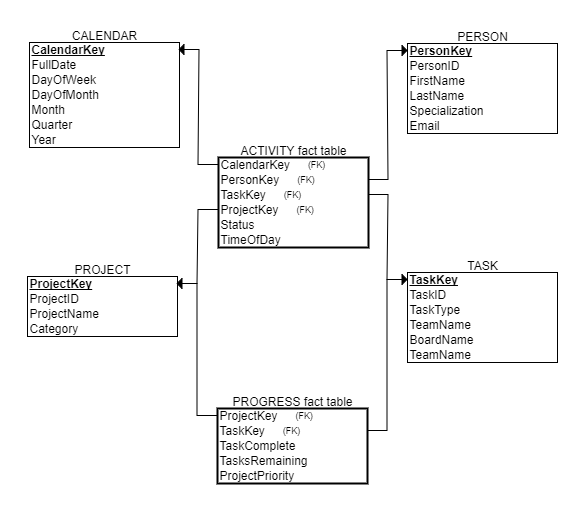 CALENDAR
CalendarKey
FullDate
DayOfWeek
DayOfMonth
Month
Quarter
Year
PERSON
PersonKey
PersonID
FirstName
LastName
Specialization
Email
ACTIVITY fact table
CalendarKey (FK)
PersonKey (FK)
TaskKey (FK)
ProjectKey (FK)
Status
TimeOfDay
PROJECT
ProjectKey
ProjectID
ProjectName
Category
TASK
TaskKey
TaskID
TaskType
TeamName
BoardName
TeamName
PROGRESS fact table
ProjectKey (FK)
TaskKey (FK)
TaskComplete
TasksRemaining
ProjectPriority